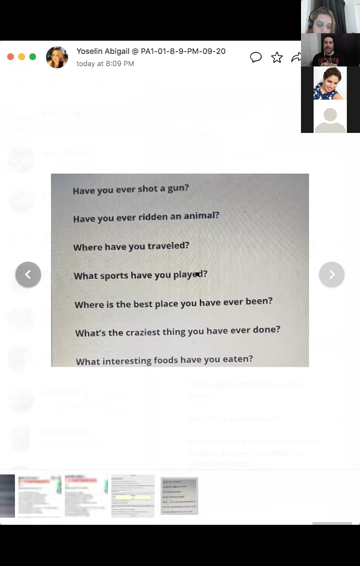 Yoselin Abigail @ PA1-01-8-9-PM-09-20
today at 8:09 PM
Have you ever shot a gun?
Have you ever ridden an animal?
Where have you traveled?
What sports have you played?
Where is the best place you have ever been?
What's the craziest thing you have ever done?
What interesting foods have you eaten?